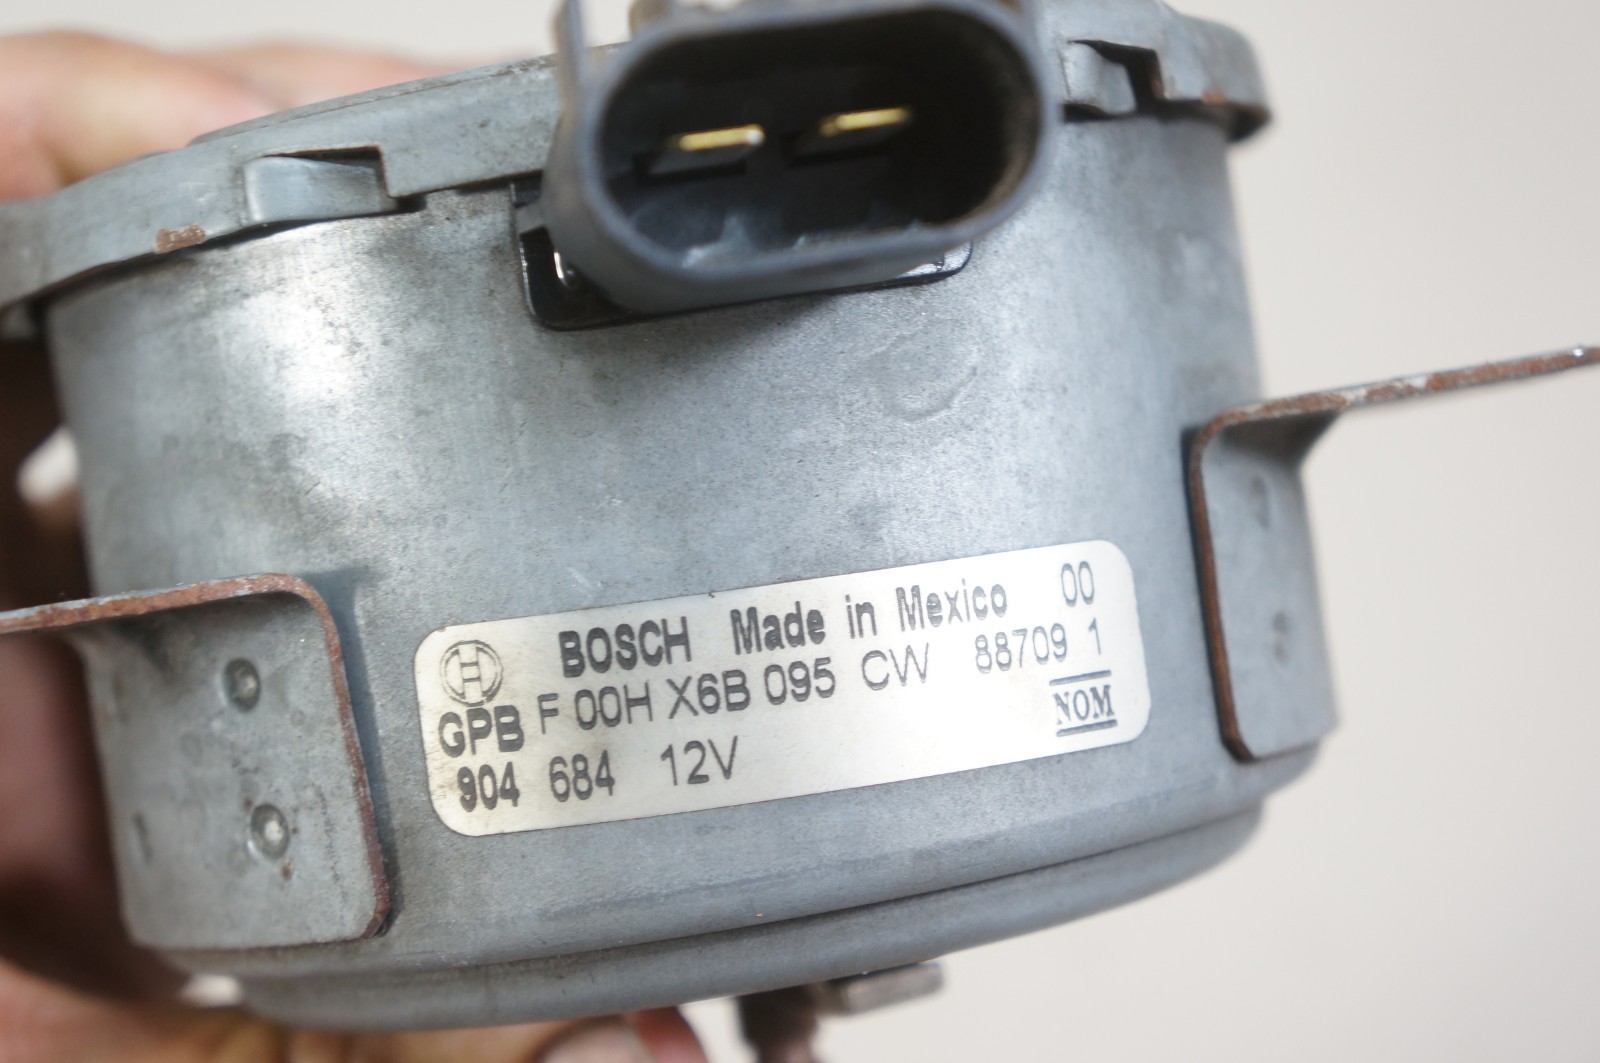 BOSCH Made in Mexico 00
GPB F 00H X6B 095 CW 88709 1
904 684 12V NOM